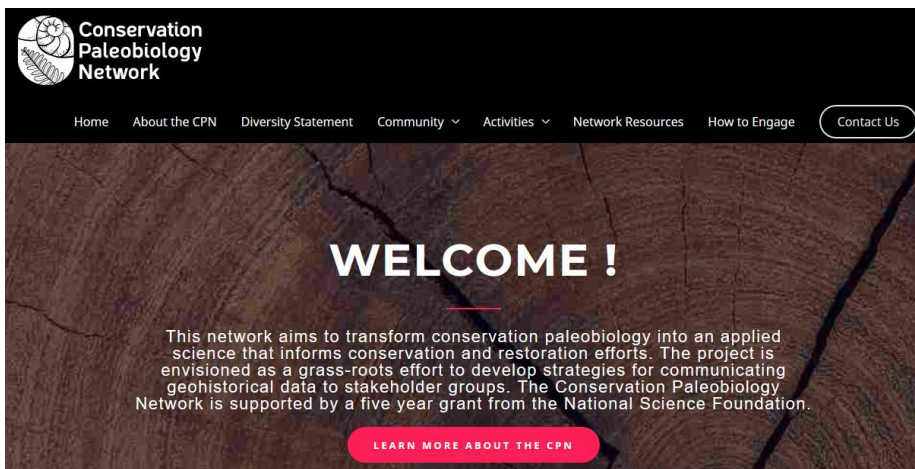 Conservation
Paleobiology
Network
Home About the CPN Diversity Statement Community Activities Network Resources How to Engage Contact Us
WELCOME !
This network aims to transform conservation paleobiology into an applied
science that informs conservation and restoration efforts. The project is
envisioned as a grass-roots effort to develop strategies for communicating
geohistorical data to stakeholder groups. The Conservation Paleobiology
Network is supported by a five year grant from the National Science Foundation.
LEARN MORE ABOUT THE CPN